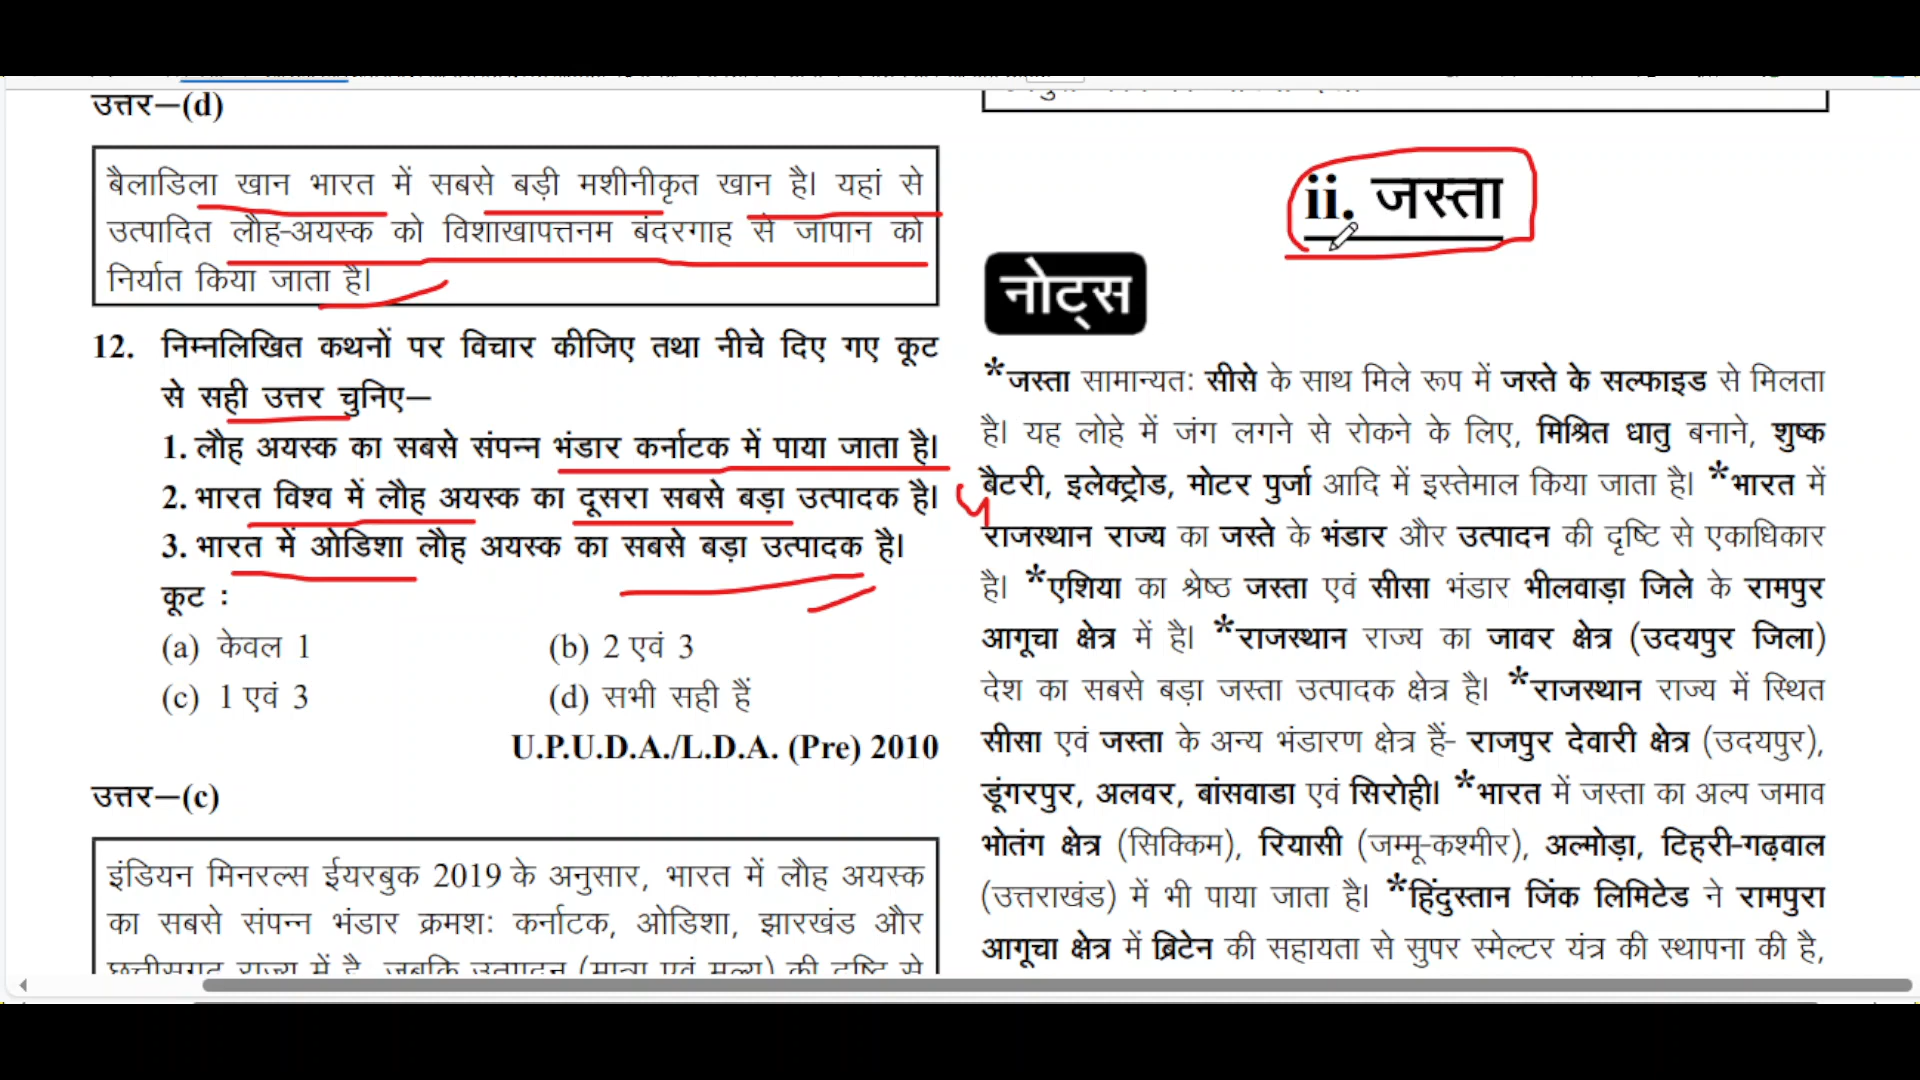 उत्तर–(d)
बैलाडिला खान भारत में सबसे बड़ी मशीनीकृत खान है। यहां से
उत्पादित लौह-अयस्क को विशाखापत्तनम बंदरगाह से जापान को
निर्यात किया जाता है।
12. निम्नलिखित कथनों पर विचार कीजिए तथा नीचे दिए गए कूट
से सही उत्तर चुनिए–
1. लौह अयस्क का सबसे संपन्न भंडार कर्नाटक में पाया जाता है।
2. भारत विश्व में लौह अयस्क का दूसरा सबसे बड़ा उत्पादक है।
3. भारत में ओडिशा लौह अयस्क का सबसे बड़ा उत्पादक है।
कूट :
(a) केवल 1 (b) 2 एवं 3
(c) 1 एवं 3 (d) सभी सही हैं
U.P.U.D.A./L.D.A. (Pre) 2010
उत्तर–(c)
इंडियन मिनरल्स ईयरबुक 2019 के अनुसार, भारत में लौह अयस्क
का सबसे संपन्न भंडार क्रमश: कर्नाटक, ओडिशा, झारखंड और
छत्तीसगढ़ राज्य में है, जबकि उत्पादन (मात्रा एवं मूल्य) की दृष्टि से
ii. जस्ता
नोट्स
*जस्ता सामान्यत: सीसे के साथ मिले रूप में जस्ते के सल्फाइड से मिलता
है। यह लोहे में जंग लगने से रोकने के लिए, मिश्रित धातु बनाने, शुष्क
बैटरी, इलेक्ट्रोड, मोटर पुर्जा आदि में इस्तेमाल किया जाता है। *भारत में
राजस्थान राज्य का जस्ते के भंडार और उत्पादन की दृष्टि से एकाधिकार
है। *एशिया का श्रेष्ठ जस्ता एवं सीसा भंडार भीलवाड़ा जिले के रामपुर
आगूचा क्षेत्र में है। *राजस्थान राज्य का जावर क्षेत्र (उदयपुर जिला)
देश का सबसे बड़ा जस्ता उत्पादक क्षेत्र है। *राजस्थान राज्य में स्थित
सीसा एवं जस्ता के अन्य भंडारण क्षेत्र हैं- राजपुर देवारी क्षेत्र (उदयपुर),
डूंगरपुर, अलवर, बांसवाडा एवं सिरोही। *भारत में जस्ता का अल्प जमाव
भोतंग क्षेत्र (सिक्किम), रियासी (जम्मू-कश्मीर), अल्मोड़ा, टिहरी-गढ़वाल
(उत्तराखंड) में भी पाया जाता है। *हिंदुस्तान जिंक लिमिटेड ने रामपुरा
आगूचा क्षेत्र में ब्रिटेन की सहायता से सुपर स्मेल्टर यंत्र की स्थापना की है,